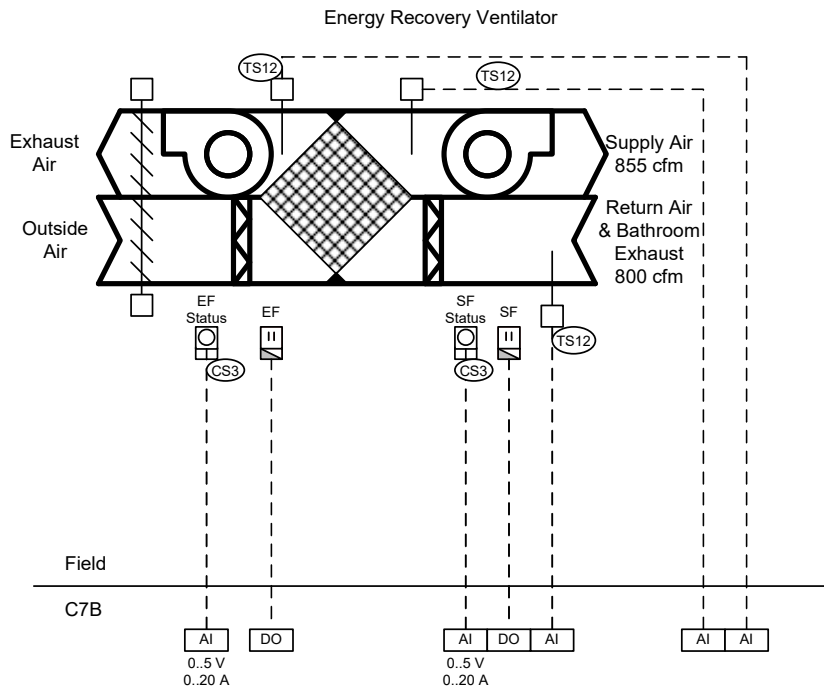 Energy Recovery Ventilator
TS12
TS12
Exhaust
Air
Supply Air
855 cfm
Outside
Air
Return Air
& Bathroom
Exhaust
800 cfm
EF
Status
EF
SF
Status
SF
TS12
CS3
CS3
Field
C7B
AI
DO
AI
DO
AI
AI
AI
0..5 V
0..20 A
0..5 V
0..20 A